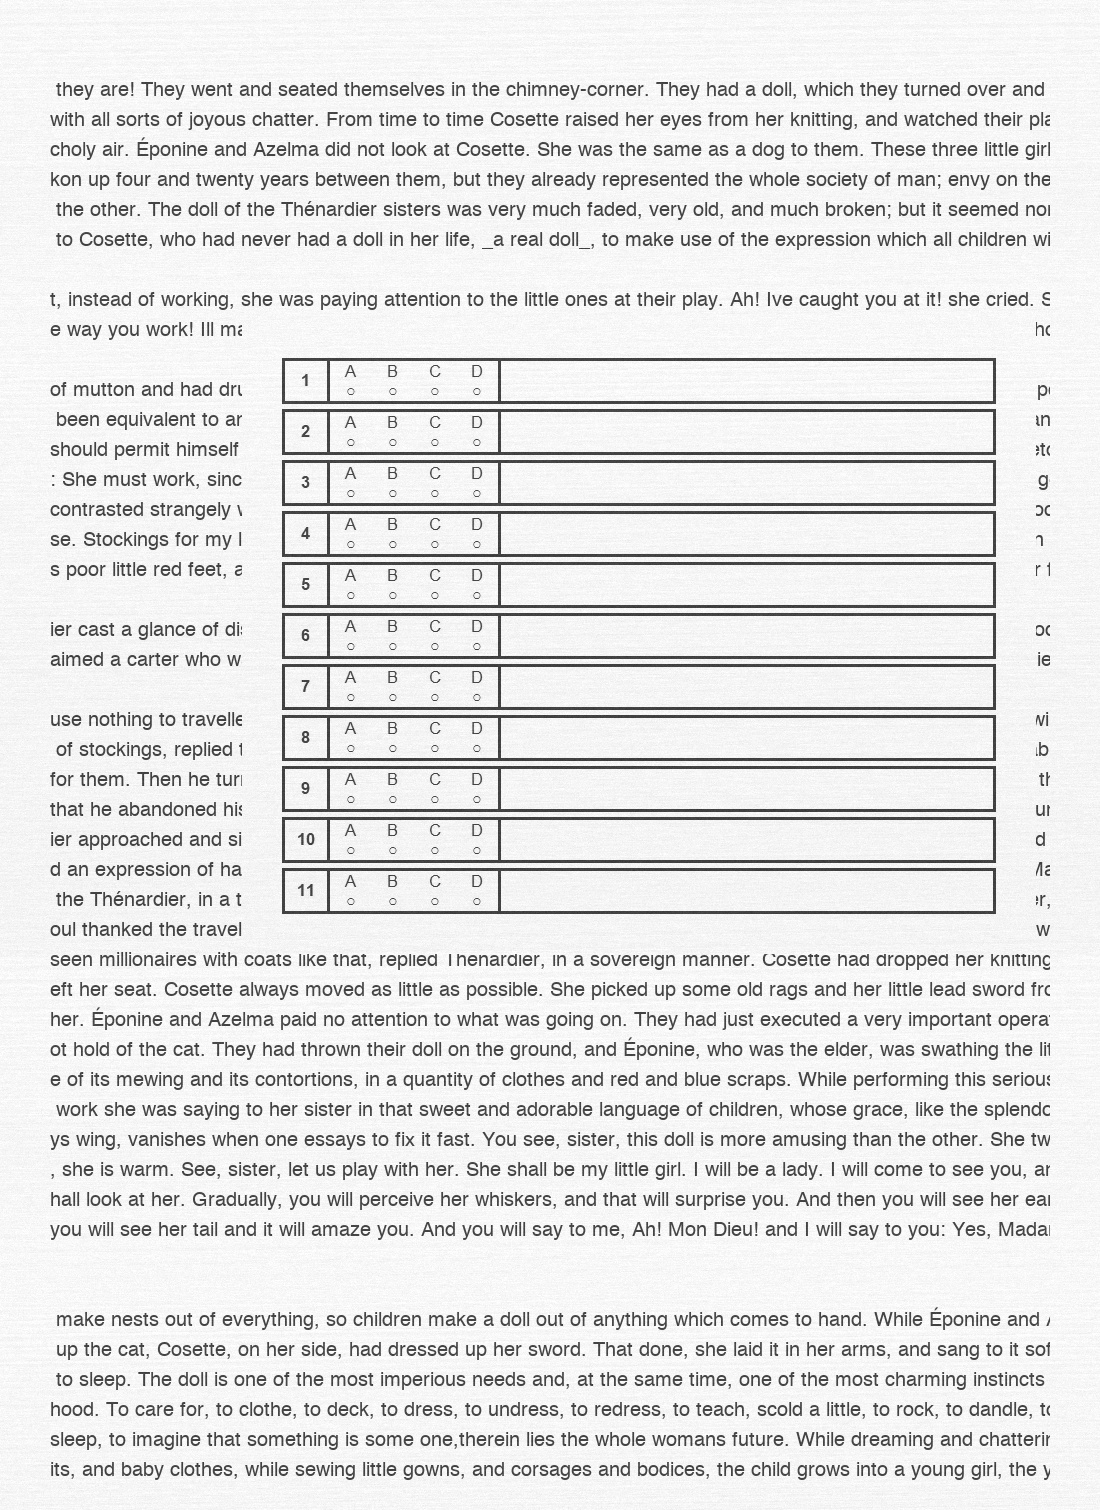 they are! They went and seated themselves in the chimney-corner. They had a doll, which they turned over and
with all sorts of joyous chatter. From time to time Cosette raised her eyes from her knitting, and watched their pla
choly air. Éponine and Azelma did not look at Cosette. She was the same as a dog to them. These three little girl
kon up four and twenty years between them, but they already represented the whole society of man; envy on the
the other. The doll of the Thénardier sisters was very much faded, very old, and much broken; but it seemed nor
to Cosette, who had never had a doll in her life, _a real doll_, to make use of the expression which all children wi
t, instead of working, she was paying attention to the little ones at their play. Ah! Ive caught you at it! she cried. S
e way you work! Ill ma
of mutton and had dru
been equivalent to an
should permit himself
: She must work, sinc
contrasted strangely
se. Stockings for my
s poor little red feet, a
ier cast a glance of dis
aimed a carter who w
use nothing to travelle
of stockings, replied t
for them. Then he turn
that he abandoned his
ier approached and si
d an expression of ha
the Thénardier, in a t
oul thanked the travel
1 A B C D
2 A B C D
3 A B C D
4 A B C D
5 A B C D
6 A B C D
7 A B C D
8 A B C D
9 A B C D
10 A B C D
11 A B C D
seen millionaires with coats like that, replied Thénardier, in a sovereign manner. Cosette had dropped her knitting
eft her seat. Cosette always moved as little as possible. She picked up some old rags and her little lead sword fro
her. Éponine and Azelma paid no attention to what was going on. They had just executed a very important operat
ot hold of the cat. They had thrown their doll on the ground, and Éponine, who was the elder, was swathing the lit
e of its mewing and its contortions, in a quantity of clothes and red and blue scraps. While performing this serious
work she was saying to her sister in that sweet and adorable language of children, whose grace, like the splendo
ys wing, vanishes when one essays to fix it fast. You see, sister, this doll is more amusing than the other. She tw
, she is warm. See, sister, let us play with her. She shall be my little girl. I will be a lady. I will come to see you, an
hall look at her. Gradually, you will perceive her whiskers, and that will surprise you. And then you will see her ear
you will see her tail and it will amaze you. And you will say to me, Ah! Mon Dieu! and I will say to you: Yes, Madam
make nests out of everything, so children make a doll out of anything which comes to hand. While Éponine and A
up the cat, Cosette, on her side, had dressed up her sword. That done, she laid it in her arms, and sang to it sof
to sleep. The doll is one of the most imperious needs and, at the same time, one of the most charming instincts
hood. To care for, to clothe, to deck, to dress, to undress, to redress, to teach, scold a little, to rock, to dandle, to
sleep, to imagine that something is some one,therein lies the whole womans future. While dreaming and chatterin
its, and baby clothes, while sewing little gowns, and corsages and bodices, the child grows into a young girl, the y